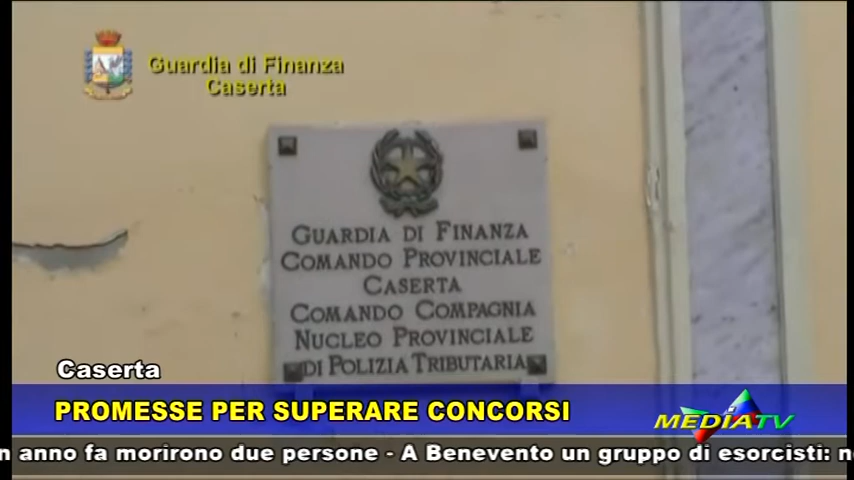 Guardia di Finanza
Caserta
GUARDIA DI FINANZA
COMANDO PROVINCIALE
CASERTA
COMANDO COMPAGNIA
NUCLEO PROVINCIALE
DI POLIZIA TRIBUTARIA
Caserta
PROMESSE PER SUPERARE CONCORSI
MEDIATV
anno fa morirono due persone - A Benevento un gruppo di esorcisti: